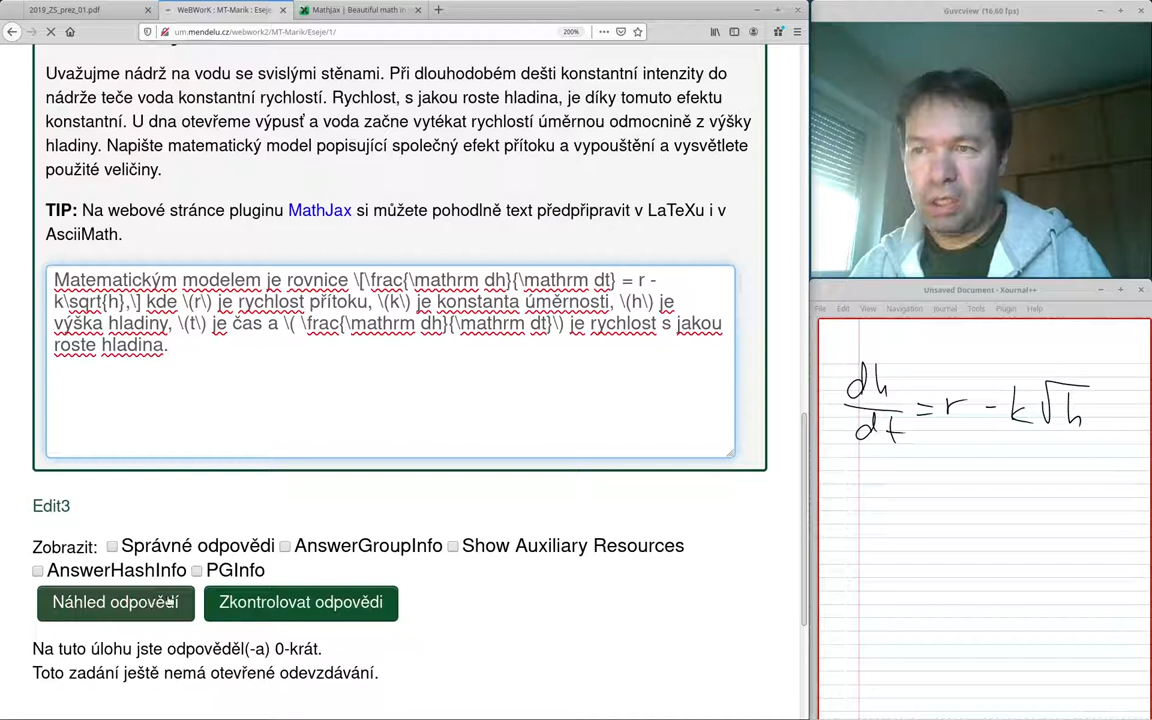 2019_ZS_prez_01.pdf
WeBWorK : MT-Marik : Eseje :
MathJax | Beautiful math in
Guvcview (16,60 fps)
um.mendelu.cz/webwork2/MT-Marik/Eseje/1/
200%
Uvažujme nádrž na vodu se svislými stěnami. Při dlouhodobém dešti konstantní intenzity do
nádrže teče voda konstantní rychlostí. Rychlost, s jakou roste hladina, je díky tomuto efektu
konstantní. U dna otevřeme výpusť a voda začne vytékat rychlostí úměrnou odmocnině z výšky
hladiny. Napište matematický model popisující společný efekt přítoku a vypouštění a vysvětlete
použité veličiny.
TIP: Na webové stránce pluginu MathJax si můžete pohodlně text předpřipravit v LaTeXu i v
AsciiMath.
Matematickým modelem je rovnice \[\frac{\mathrm dh}{\mathrm dt} = r -
k\sqrt{h},\] kde \(r\) je rychlost přítoku, \(k\) je konstanta úměrnosti, \(h\) je
výška hladiny, \(t\) je čas a \( \frac{\mathrm dh}{\mathrm dt}\) je rychlost s jakou
roste hladina.
Edit3
Zobrazit: Správné odpovědi AnswerGroupInfo Show Auxiliary Resources
AnswerHashInfo PGInfo
Náhled odpovědí Zkontrolovat odpovědi
Na tuto úlohu jste odpověděl(-a) 0-krát.
Toto zadání ještě nemá otevřené odevzdávání.
Unsaved Document - Xournal++
File Edit View Navigation Journal Tools Plugin Help
dh
dt = r - k√h